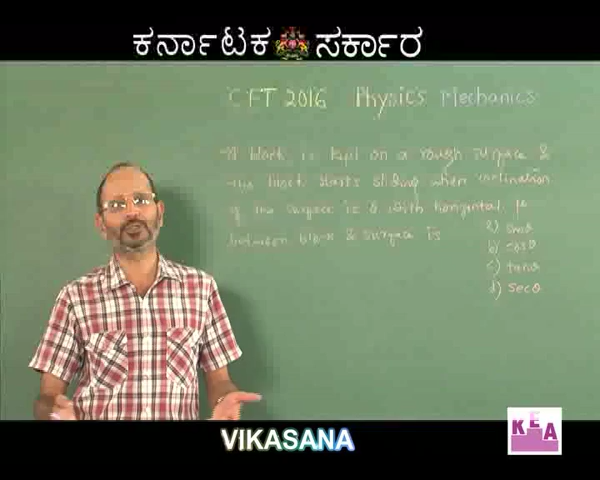 ಕರ್ನಾಟಕ ಸರ್ಕಾರ
CET 2016 Physics Mechanics
A block is kept on a rough surface &
the block starts sliding when inclination
of the surface is θ with horizontal. μ
between block & surface is
a) sinθ
b) cosθ
c) tanθ
d) secθ
VIKASANA
KEA